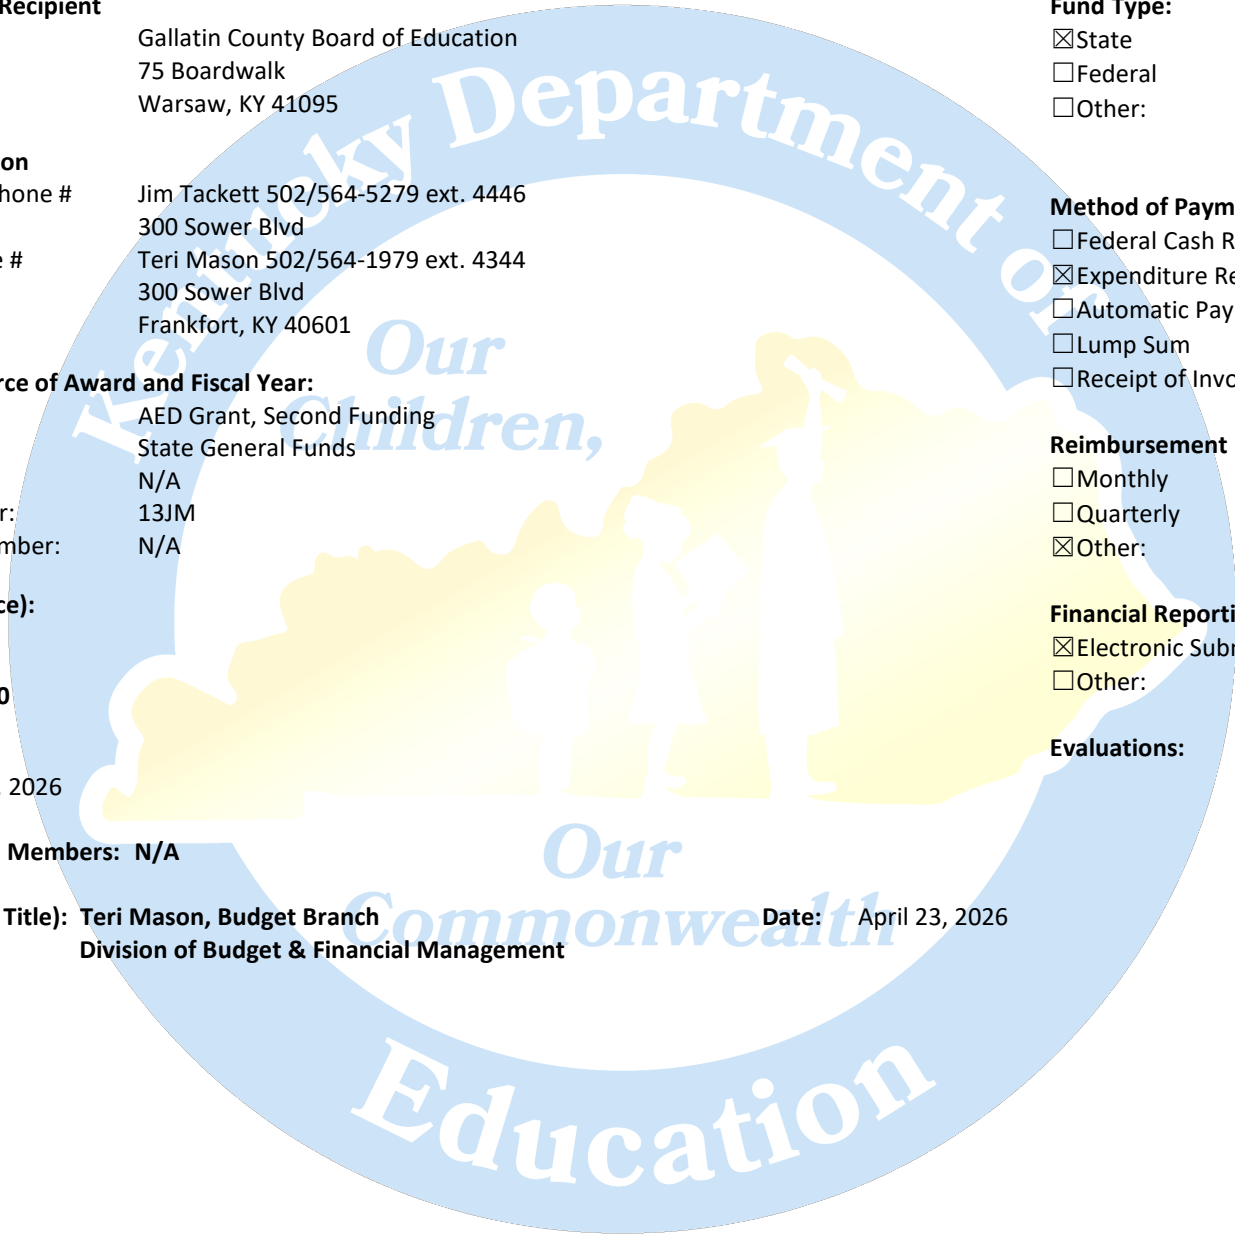 Recipient
Gallatin County Board of Education
75 Boardwalk
Warsaw, KY 41095
on
hone # Jim Tackett 502/564-5279 ext. 4446
300 Sower Blvd
e # Teri Mason 502/564-1979 ext. 4344
300 Sower Blvd
Frankfort, KY 40601
rce of Award and Fiscal Year:
AED Grant, Second Funding
State General Funds
N/A
r: 13JM
mber: N/A
ce):
0
, 2026
Members: N/A
Title): Teri Mason, Budget Branch Date: April 23, 2026
Division of Budget & Financial Management
Fund Type:
☒State
☐Federal
☐Other:
Method of Paym
☐Federal Cash R
☒Expenditure Re
☐Automatic Pay
☐Lump Sum
☐Receipt of Invo
Reimbursement
☐Monthly
☐Quarterly
☒Other:
Financial Reporti
☒Electronic Subr
☐Other:
Evaluations:
Kentucky Department of
Education
Our
Children,
Our
Commonwealth